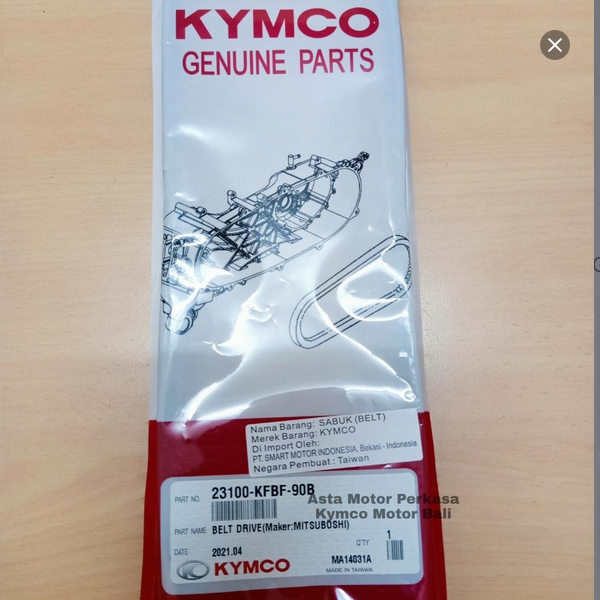 KYMCO
GENUINE PARTS
Nama Barang: SABUK (BELT)
Merek Barang: KYMCO
Di Import Oleh:
PT. SMART MOTOR INDONESIA, Bekasi - Indonesia
Negara Pembuat : Taiwan
PART NO. 23100-KFBF-90B
Asta Motor Perkasa
Kymco Motor Bali
PART NAME BELT DRIVE(Maker:MITSUBOSHI)
DATE 2021.04 Q'TY 1
KYMCO MA14031A
MADE IN TAIWAN